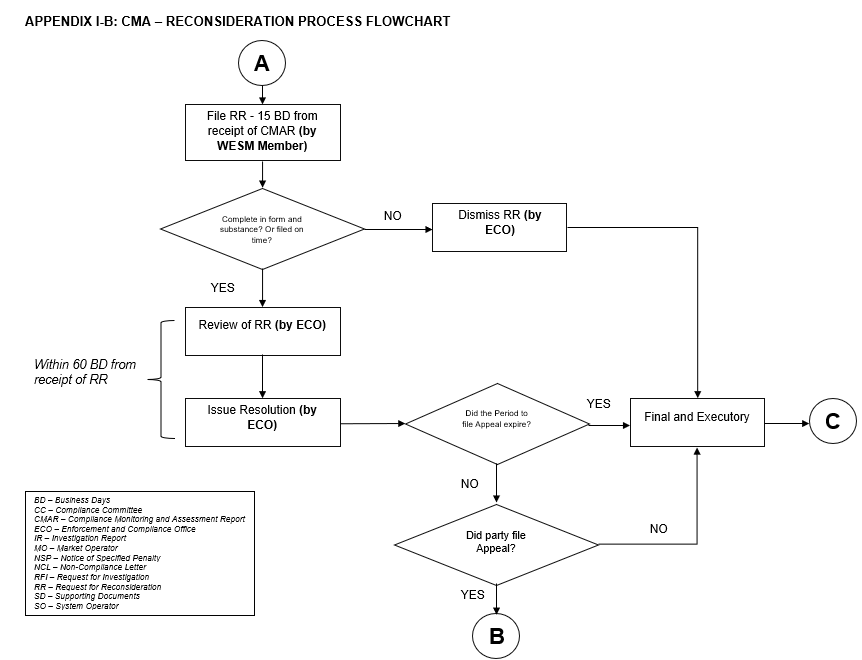 APPENDIX I-B: CMA – RECONSIDERATION PROCESS FLOWCHART
A
File RR - 15 BD from
receipt of CMAR (by
WESM Member)
Complete in form and
substance? Or filed on
time?
NO
Dismiss RR (by
ECO)
YES
Review of RR (by ECO)
Within 60 BD from
receipt of RR
Issue Resolution (by
ECO)
Did the Period to
file Appeal expire?
YES
Final and Executory
C
NO
Did party file
Appeal?
NO
YES
B
BD – Business Days
CC – Compliance Committee
CMAR – Compliance Monitoring and Assessment Report
ECO – Enforcement and Compliance Office
IR – Investigation Report
MO – Market Operator
NSP – Notice of Specified Penalty
NCL – Non-Compliance Letter
RFI – Request for Investigation
RR – Request for Reconsideration
SD – Supporting Documents
SO – System Operator